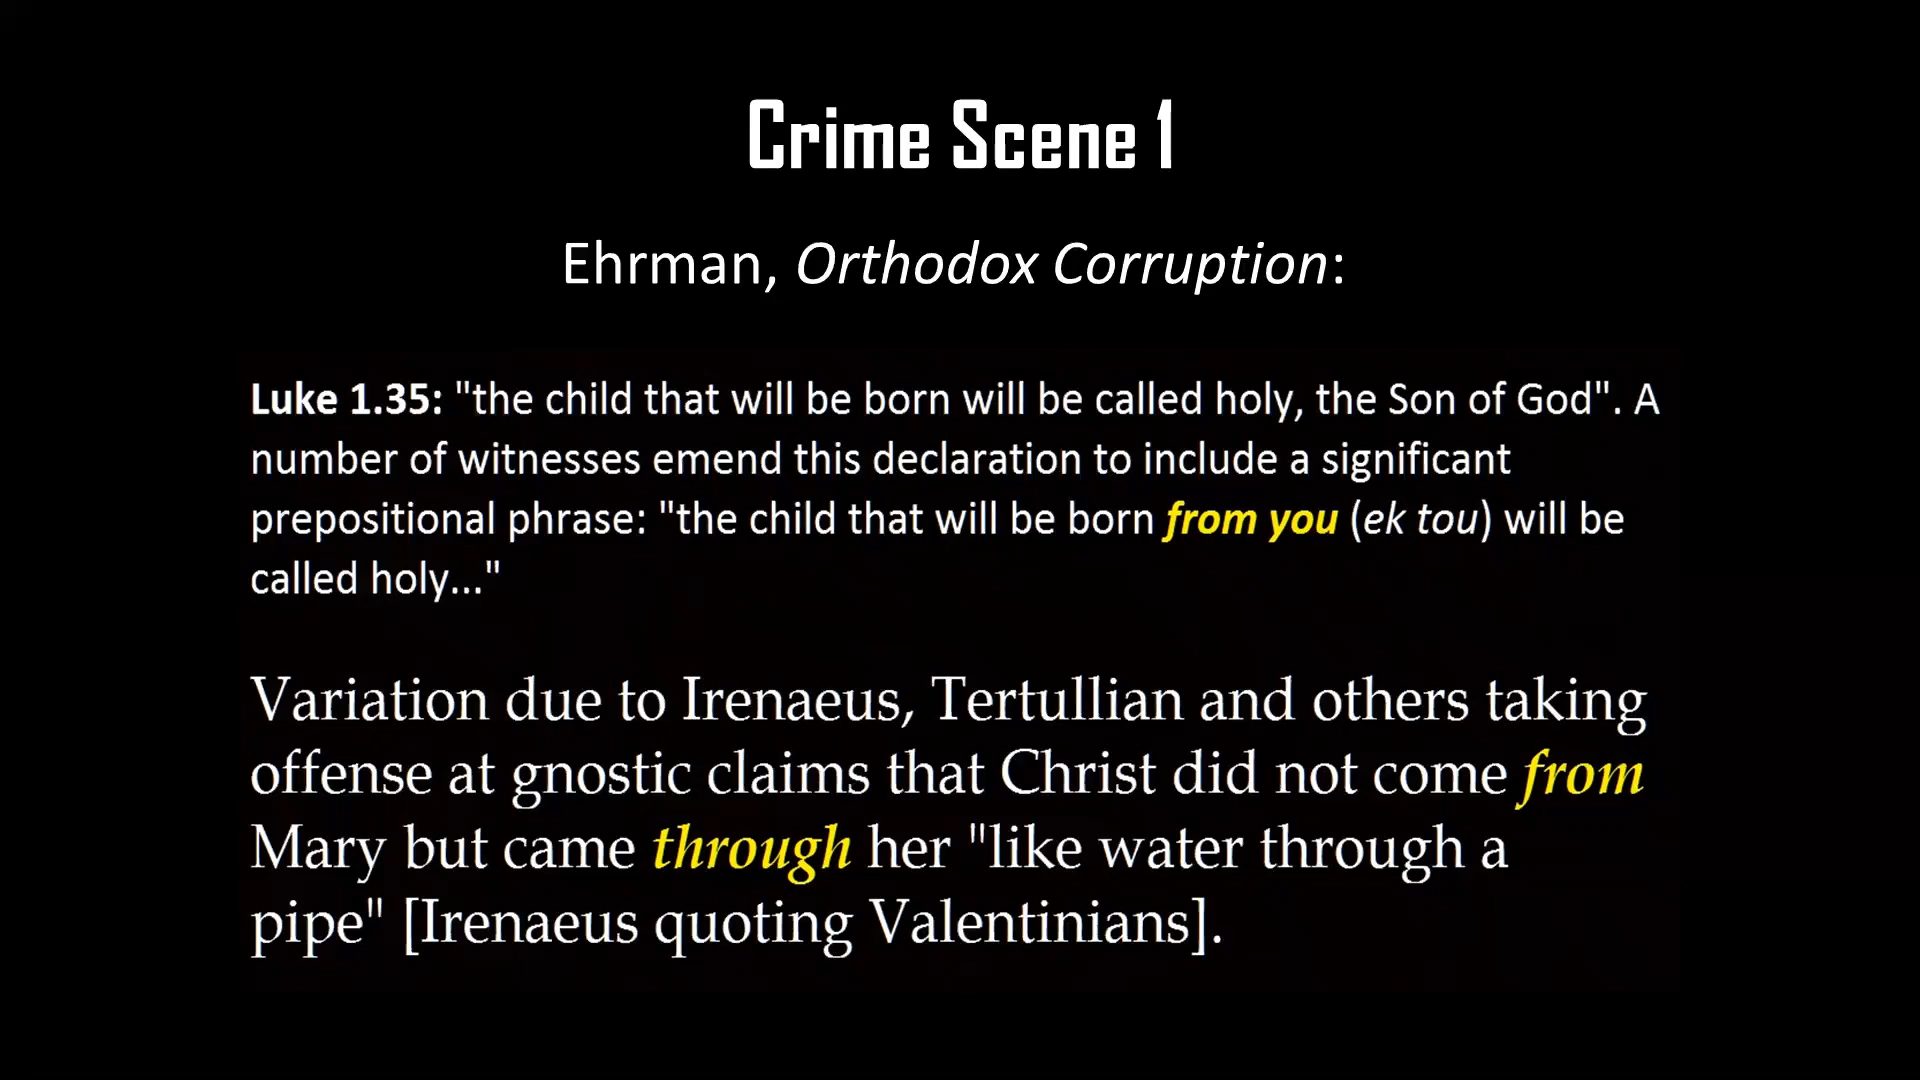 Crime Scene 1
Ehrman, Orthodox Corruption:
Luke 1.35: "the child that will be born will be called holy, the Son of God". A
number of witnesses emend this declaration to include a significant
prepositional phrase: "the child that will be born from you (ek tou) will be
called holy..."
Variation due to Irenaeus, Tertullian and others taking
offense at gnostic claims that Christ did not come from
Mary but came through her "like water through a
pipe" [Irenaeus quoting Valentinians].